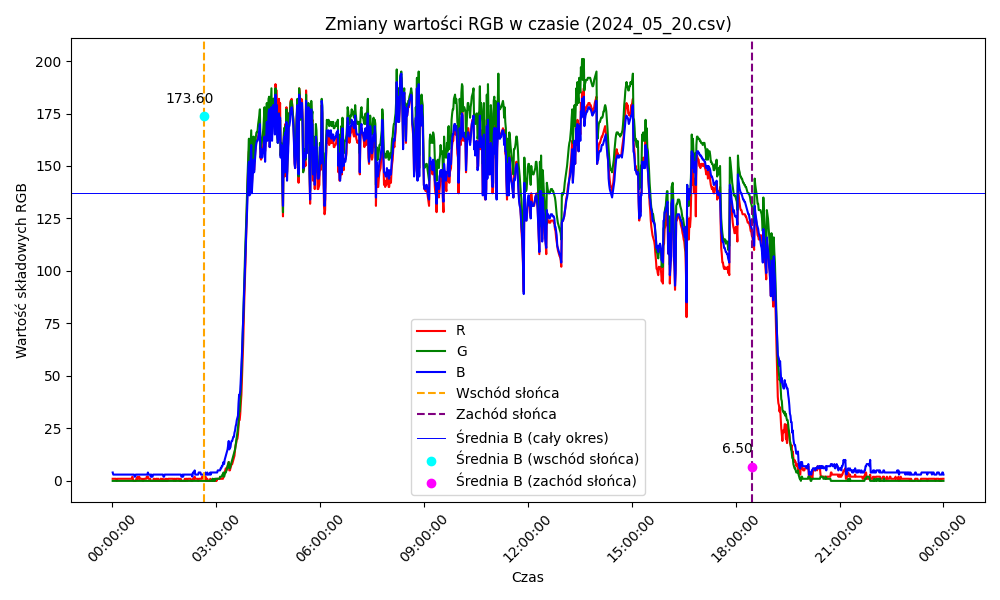 Zmiany wartości RGB w czasie (2024_05_20.csv)
Wartość składowych RGB
200
175
150
125
100
75
50
25
0
173.60
6.50
R
G
B
Wschód słońca
Zachód słońca
Średnia B (cały okres)
Średnia B (wschód słońca)
Średnia B (zachód słońca)
00:00:00
03:00:00
06:00:00
09:00:00
12:00:00
15:00:00
18:00:00
21:00:00
00:00:00
Czas